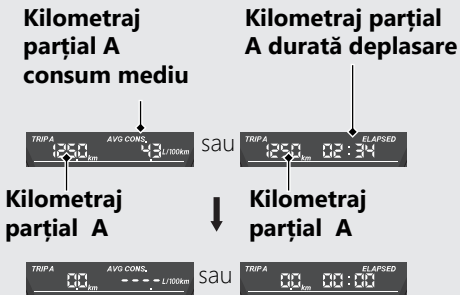 Kilometraj
parțial A
consum mediu
Kilometraj parțial
A durată deplasare
TRIP A 1250 km AVG CONS. 4.3 L/100km
sau
TRIP A 1250 km ELAPSED 02:34
Kilometraj
parțial A
Kilometraj
parțial A
TRIP A 0.0 km AVG CONS. ----L/100km
sau
TRIP A 0.0 km ELAPSED 00:00